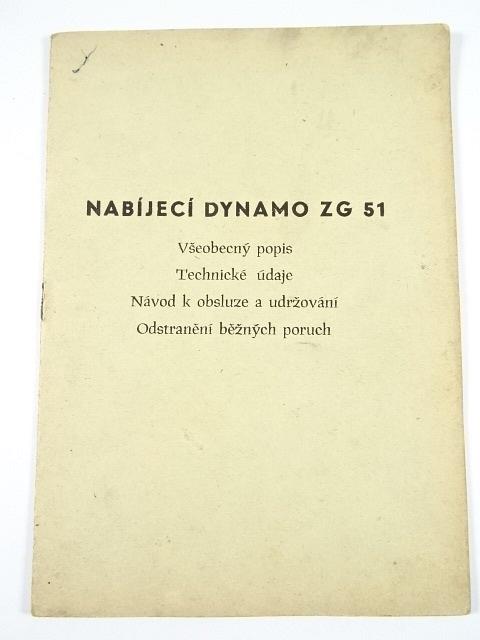 NABÍJECÍ DYNAMO ZG 51
Všeobecný popis
Technické údaje
Návod k obsluze a udržování
Odstranění běžných poruch